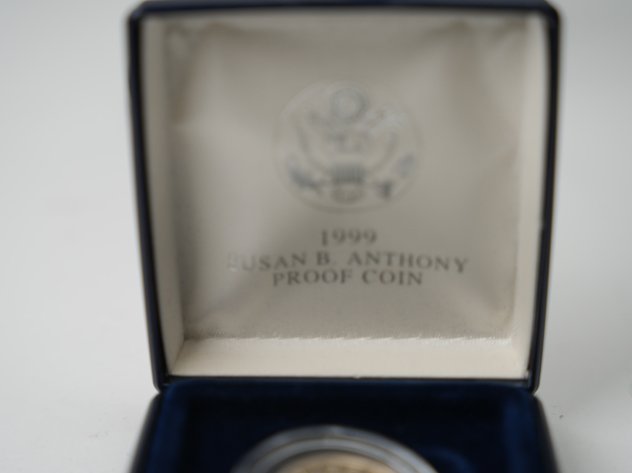 1999
SUSAN B. ANTHONY
PROOF COIN